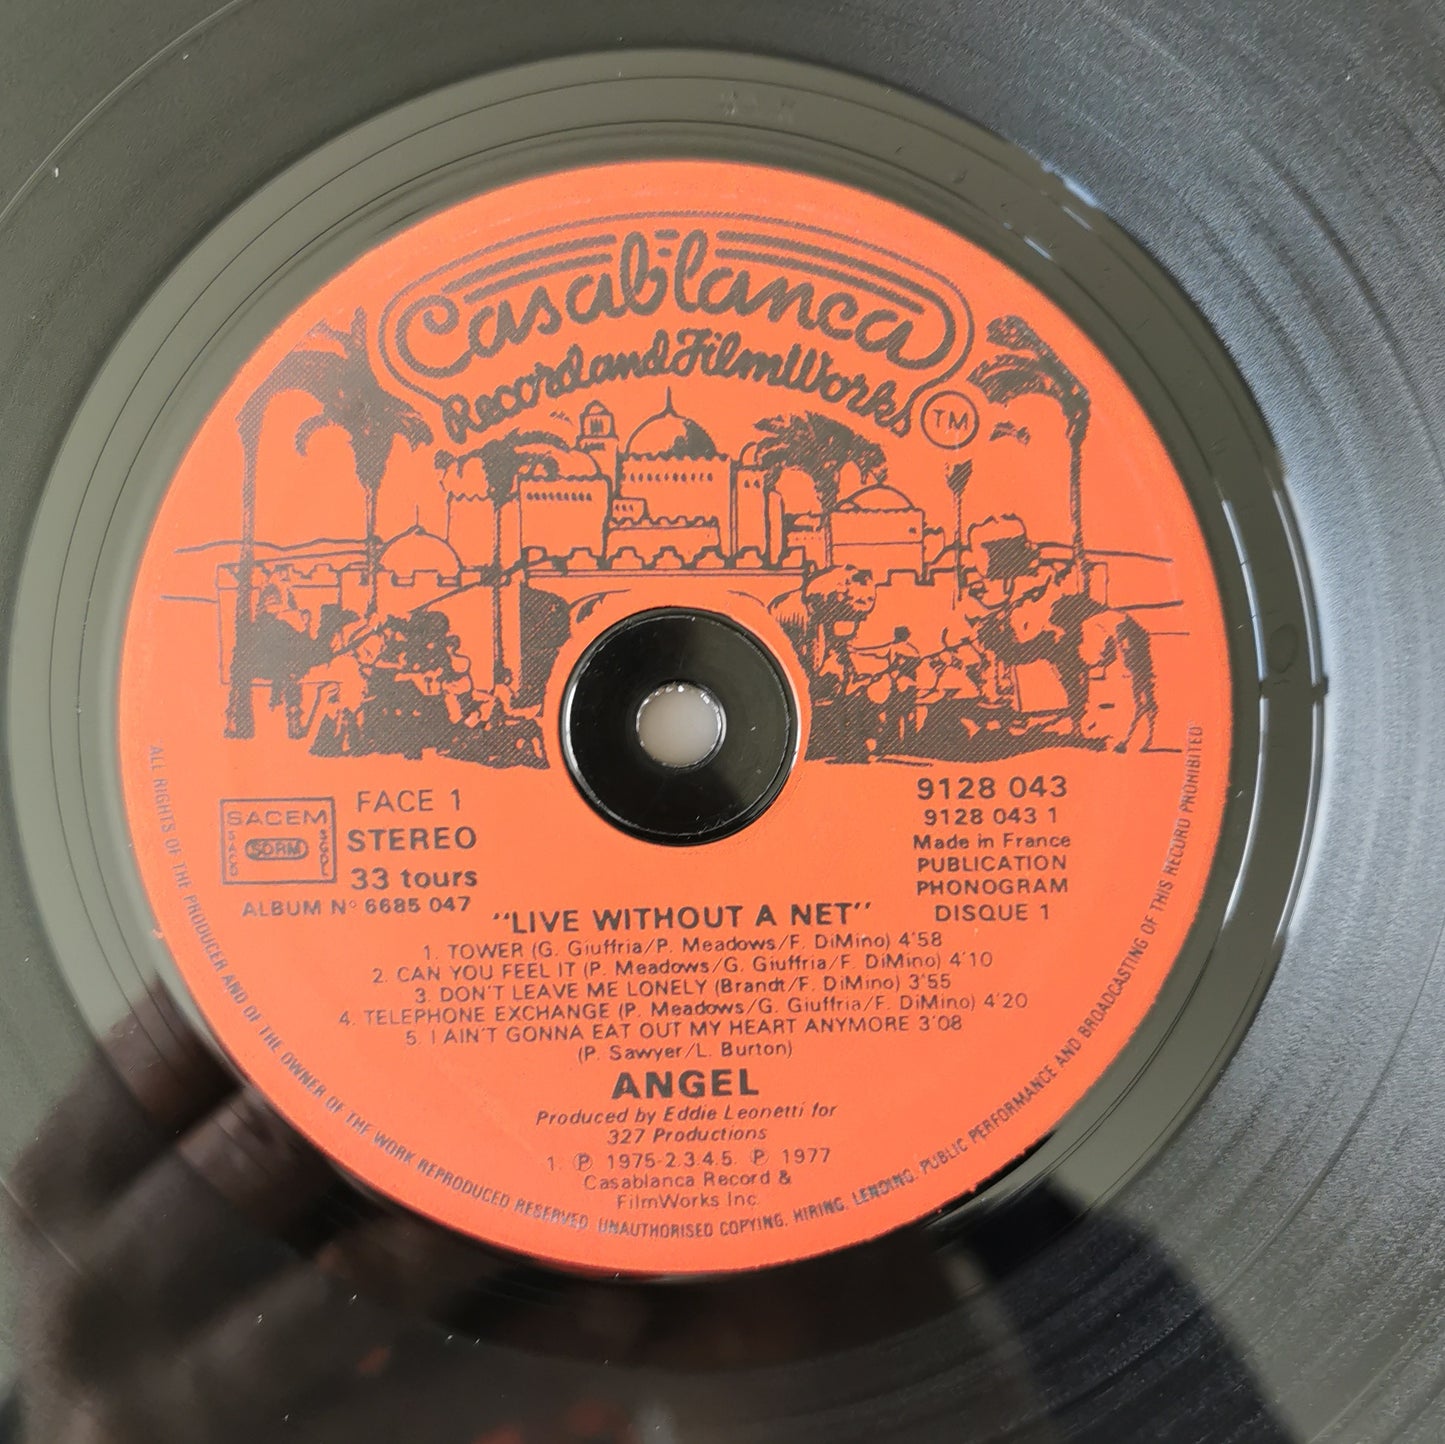 Casablanca
Record and FilmWorks
TM
SACEM
SACD
SDRM
SGDL
FACE 1
STEREO
33 tours
ALBUM N° 6685 047
9128 043
9128 043 1
Made in France
PUBLICATION
PHONOGRAM
DISQUE 1
"LIVE WITHOUT A NET"
1. TOWER (G. Giuffria/P. Meadows/F. DiMino) 4'58
2. CAN YOU FEEL IT (P. Meadows/G. Giuffria/F. DiMino) 4'10
3. DON'T LEAVE ME LONELY (Brandt/F. DiMino) 3'55
4. TELEPHONE EXCHANGE (P. Meadows/G. Giuffria/F. DiMino) 4'20
5. I AIN'T GONNA EAT OUT MY HEART ANYMORE 3'08
(P. Sawyer/L. Burton)
ANGEL
Produced by Eddie Leonetti for
327 Productions
1. ℗ 1975-2.3.4.5. ℗ 1977
Casablanca Record &
FilmWorks Inc.
ALL RIGHTS OF THE PRODUCER AND OF THE OWNER OF THE WORK REPRODUCED RESERVED. UNAUTHORISED COPYING, HIRING, LENDING, PUBLIC PERFORMANCE AND BROADCASTING OF THIS RECORD PROHIBITED